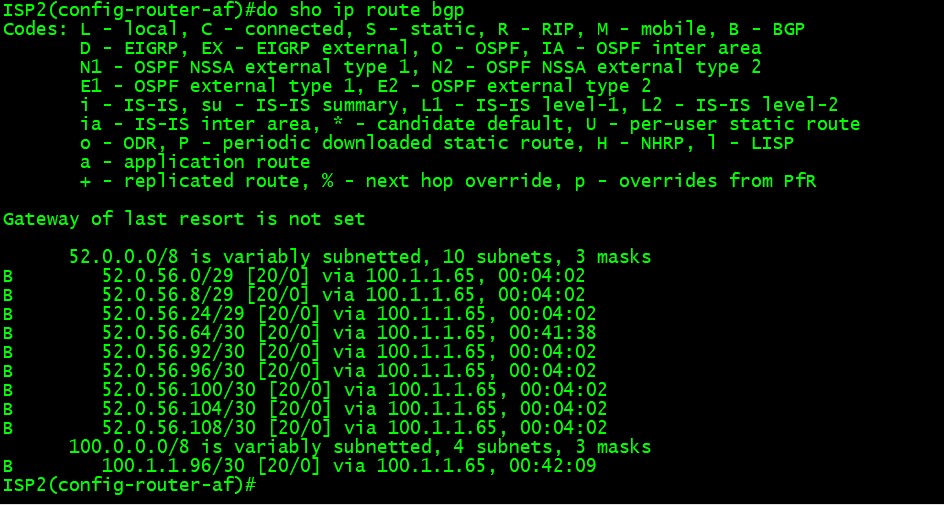 ISP2(config-router-af)#do sho ip route bgp
Codes: L - local, C - connected, S - static, R - RIP, M - mobile, B - BGP
D - EIGRP, EX - EIGRP external, O - OSPF, IA - OSPF inter area
N1 - OSPF NSSA external type 1, N2 - OSPF NSSA external type 2
E1 - OSPF external type 1, E2 - OSPF external type 2
i - IS-IS, su - IS-IS summary, L1 - IS-IS level-1, L2 - IS-IS level-2
ia - IS-IS inter area, * - candidate default, U - per-user static route
o - ODR, P - periodic downloaded static route, H - NHRP, l - LISP
a - application route
+ - replicated route, % - next hop override, p - overrides from PfR
Gateway of last resort is not set
52.0.0.0/8 is variably subnetted, 10 subnets, 3 masks
B 52.0.56.0/29 [20/0] via 100.1.1.65, 00:04:02
B 52.0.56.8/29 [20/0] via 100.1.1.65, 00:04:02
B 52.0.56.24/29 [20/0] via 100.1.1.65, 00:04:02
B 52.0.56.64/30 [20/0] via 100.1.1.65, 00:41:38
B 52.0.56.92/30 [20/0] via 100.1.1.65, 00:04:02
B 52.0.56.96/30 [20/0] via 100.1.1.65, 00:04:02
B 52.0.56.100/30 [20/0] via 100.1.1.65, 00:04:02
B 52.0.56.104/30 [20/0] via 100.1.1.65, 00:04:02
B 52.0.56.108/30 [20/0] via 100.1.1.65, 00:04:02
100.0.0.0/8 is variably subnetted, 4 subnets, 3 masks
B 100.1.1.96/30 [20/0] via 100.1.1.65, 00:42:09
ISP2(config-router-af)#